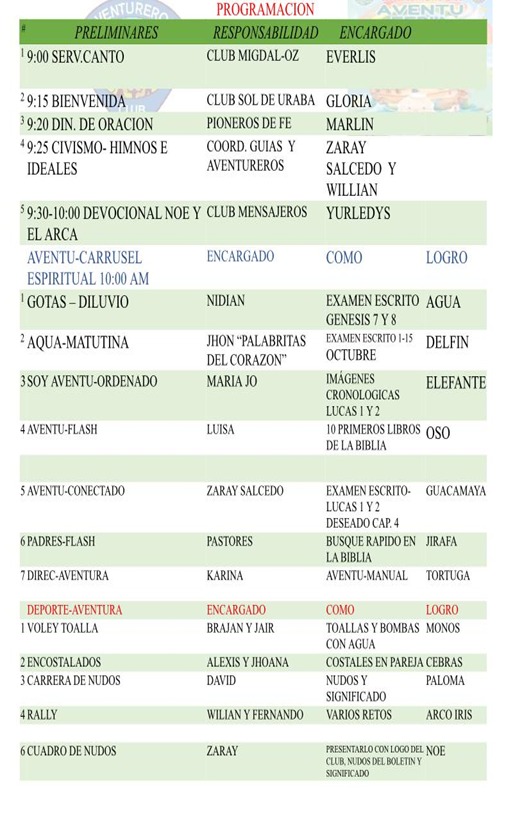 AVENTURERO
CLUB
AVENTU
PROGRAMACION
# PRELIMINARES RESPONSABILIDAD ENCARGADO
1 9:00 SERV.CANTO CLUB MIGDAL-OZ EVERLIS
2 9:15 BIENVENIDA CLUB SOL DE URABA GLORIA
3 9:20 DIN. DE ORACION PIONEROS DE FE MARLIN
4 9:25 CIVISMO- HIMNOS E COORD. GUIAS Y ZARAY
IDEALES AVENTUREROS SALCEDO Y
WILLIAN
5 9:30-10:00 DEVOCIONAL NOE Y CLUB MENSAJEROS YURLEDYS
EL ARCA
AVENTU-CARRUSEL ENCARGADO COMO LOGRO
ESPIRITUAL 10:00 AM
1 GOTAS – DILUVIO NIDIAN EXAMEN ESCRITO AGUA
GENESIS 7 Y 8
2 AQUA-MATUTINA JHON “PALABRITAS EXAMEN ESCRITO 1-15 DELFIN
DEL CORAZON” OCTUBRE
3 SOY AVENTU-ORDENADO MARIA JO IMÁGENES ELEFANTE
CRONOLOGICAS
LUCAS 1 Y 2
4 AVENTU-FLASH LUISA 10 PRIMEROS LIBROS OSO
DE LA BIBLIA
5 AVENTU-CONECTADO ZARAY SALCEDO EXAMEN ESCRITO- GUACAMAYA
LUCAS 1 Y 2
DESEADO CAP. 4
6 PADRES-FLASH PASTORES BUSQUE RAPIDO EN JIRAFA
LA BIBLIA
7 DIREC-AVENTURA KARINA AVENTU-MANUAL TORTUGA
DEPORTE-AVENTURA ENCARGADO COMO LOGRO
1 VOLEY TOALLA BRAJAN Y JAIR TOALLAS Y BOMBAS MONOS
CON AGUA
2 ENCOSTALADOS ALEXIS Y JHOANA COSTALES EN PAREJA CEBRAS
3 CARRERA DE NUDOS DAVID NUDOS Y PALOMA
SIGNIFICADO
4 RALLY WILIAN Y FERNANDO VARIOS RETOS ARCO IRIS
6 CUADRO DE NUDOS ZARAY PRESENTARLO CON LOGO DEL NOE
CLUB, NUDOS DEL BOLETIN Y
SIGNIFICADO